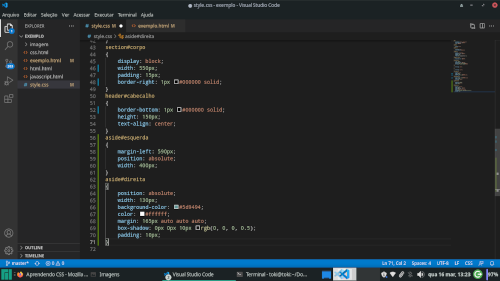 style.css - exemplo - Visual Studio Code
Arquivo Editar Seleção Ver Acessar Executar Terminal Ajuda
EXPLORER
style.css
exemplo.html
EXEMPLO
imagem
css.html
exemplo.html
html.html
javascript.html
style.css
OUTLINE
TIMELINE
style.css > aside#direita
42 }
43 section#corpo
44 {
45 display: block;
46 width: 550px;
47 padding: 15px;
48 border-right: 1px #000000 solid;
49 }
50 header#cabecalho
51 {
52 border-bottom: 1px #000000 solid;
53 height: 150px;
54 text-align: center;
55 }
56 aside#esquerda
57 {
58 margin-left: 590px;
59 position: absolute;
60 width: 400px;
61 }
62 aside#direita
63 {
64 position: absolute;
65 width: 130px;
66 background-color: #5d9494;
67 color: #ffffff;
68 margin: 165px auto auto auto;
69 box-shadow: 0px 0px 10px rgb(0, 0, 0, 0.5);
70 padding: 10px;
71 }
72
master*
0 0
Ln 71, Col 2 Spaces: 4 UTF-8 LF CSS
Aprendendo CSS - Mozilla ...
Imagens
Visual Studio Code
Terminal - toki@toki:~/Do...
qua 16 mar, 13:23
97%